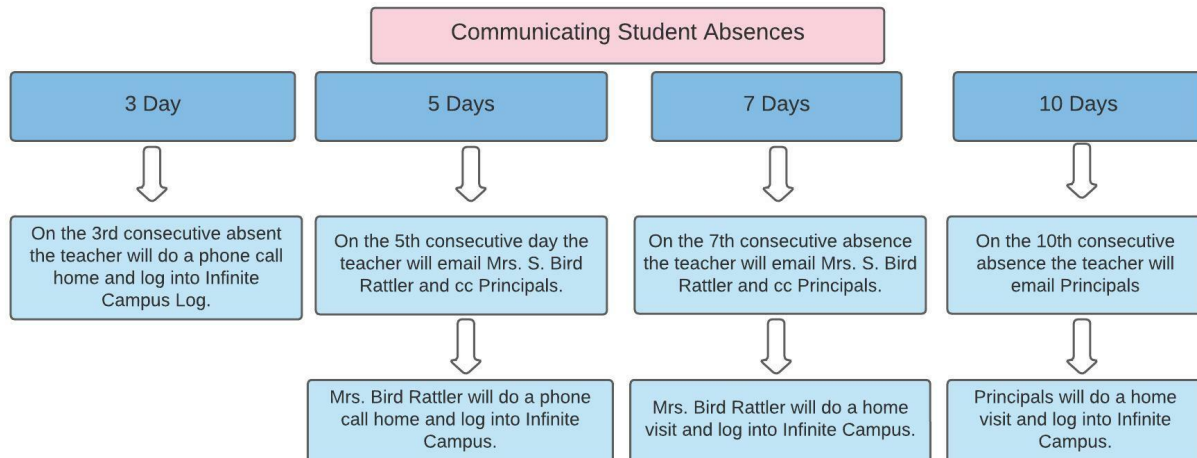 Communicating Student Absences
3 Day
5 Days
7 Days
10 Days
On the 3rd consecutive absent
the teacher will do a phone call
home and log into Infinite
Campus Log.
On the 5th consecutive day the
teacher will email Mrs. S. Bird
Rattler and cc Principals.
On the 7th consecutive absence
the teacher will email Mrs. S. Bird
Rattler and cc Principals.
On the 10th consecutive
absence the teacher will
email Principals
Mrs. Bird Rattler will do a phone
call home and log into Infinite
Campus.
Mrs. Bird Rattler will do a home
visit and log into Infinite Campus.
Principals will do a home
visit and log into Infinite
Campus.